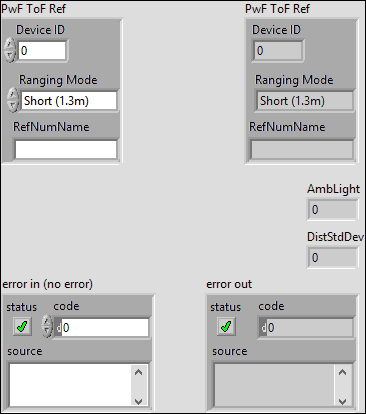 PwF ToF Ref PwF ToF Ref
Device ID Device ID
0 0
Ranging Mode Ranging Mode
Short (1.3m) Short (1.3m)
RefNumName RefNumName
AmbLight
0
DistStdDev
0
error in (no error) error out
status code status code
d0 d0
source source